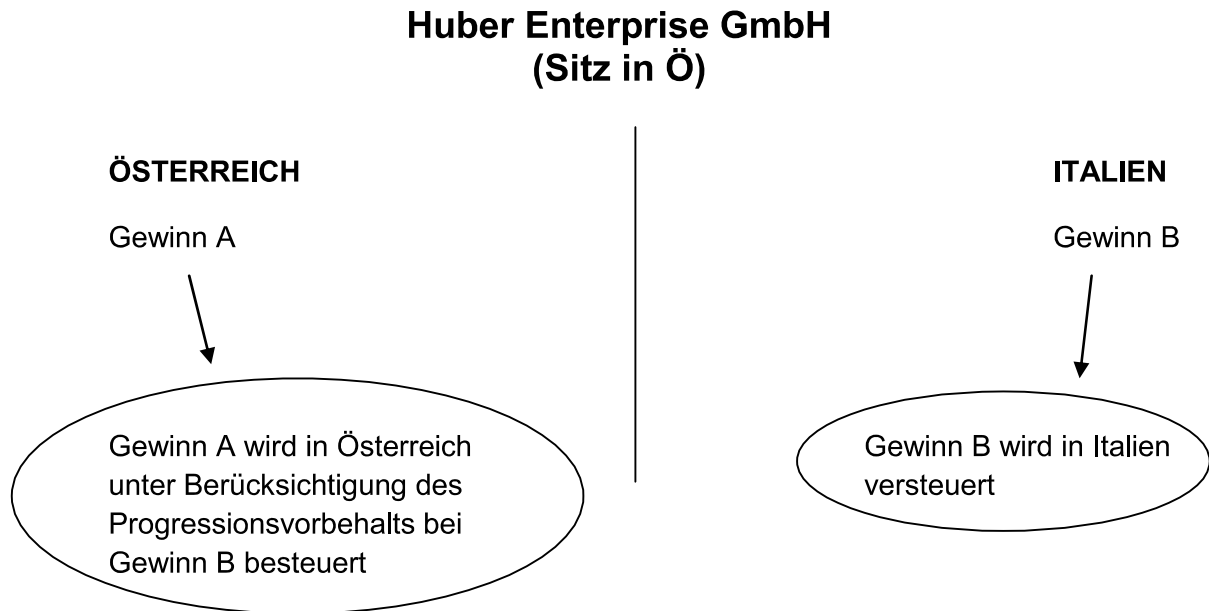 Huber Enterprise GmbH
(Sitz in Ö)
ÖSTERREICH
Gewinn A
Gewinn A wird in Österreich
unter Berücksichtigung des
Progressionsvorbehalts bei
Gewinn B besteuert
ITALIEN
Gewinn B
Gewinn B wird in Italien
versteuert